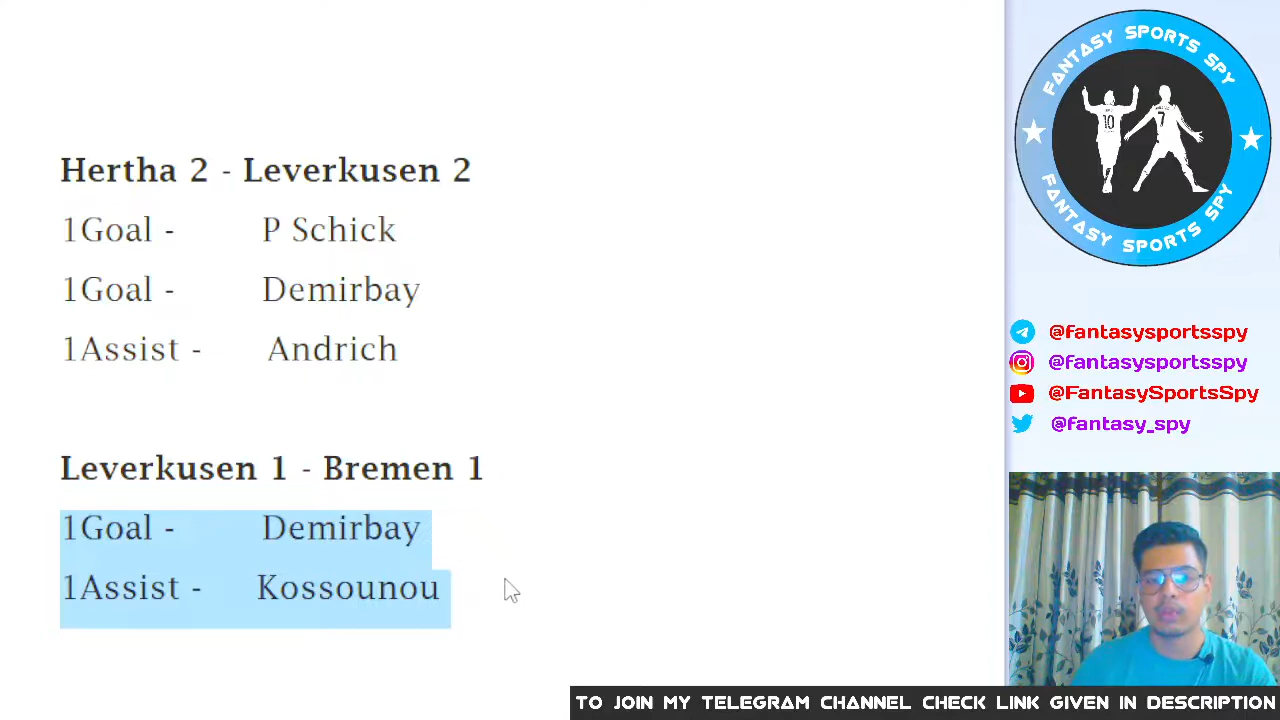 Hertha 2 - Leverkusen 2
1Goal - P Schick
1Goal - Demirbay
1Assist - Andrich
Leverkusen 1 - Bremen 1
1Goal - Demirbay
1Assist - Kossounou
FANTASY SPORTS SPY
10
7
FANTASY SPORTS SPY
@fantasysportsspy
@fantasysportsspy
@FantasySportsSpy
@fantasy_spy
TO JOIN MY TELEGRAM CHANNEL CHECK LINK GIVEN IN DESCRIPTION